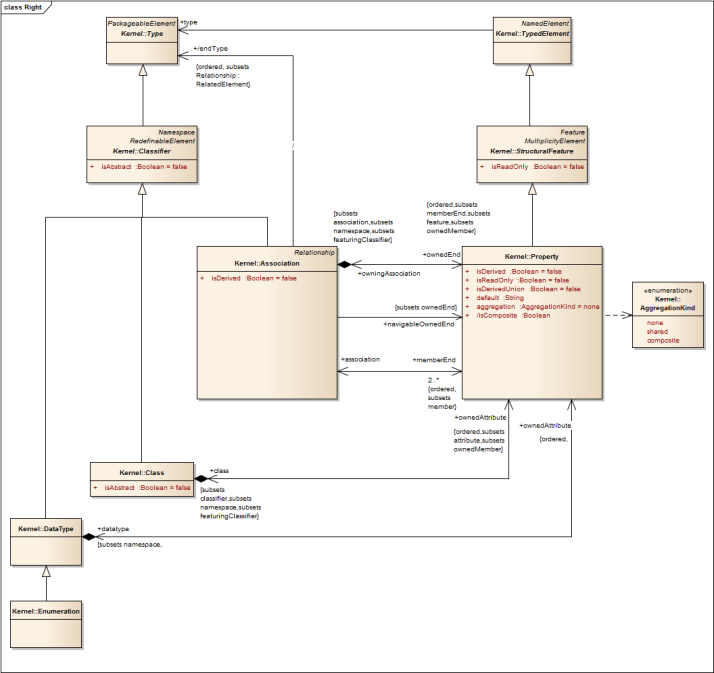 class Right
PackageableElement
Kernel::Type
+type
NamedElement
Kernel::TypedElement
+/endType
{ordered, subsets
Relationship::
RelatedElement}
/
Namespace
RedefinableElement
Kernel::Classifier
+ isAbstract :Boolean = false
Feature
MultiplicityElement
Kernel::StructuralFeature
+ isReadOnly :Boolean = false
{subsets
association,subsets
namespace,subsets
featuringClassifier}
{ordered,subsets
memberEnd,subsets
feature,subsets
ownedMember}
Relationship
Kernel::Association
+ isDerived :Boolean = false
+ownedEnd
+owningAssociation
{subsets ownedEnd}
+navigableOwnedEnd
+association
+memberEnd
2..*
{ordered,
subsets
member}
Kernel::Property
+ isDerived :Boolean = false
+ isReadOnly :Boolean = false
+ isDerivedUnion :Boolean = false
+ default :String
+ aggregation :AggregationKind = none
+ /isComposite :Boolean
«enumeration»
Kernel::
AggregationKind
none
shared
composite
+ownedAttribute
{ordered,subsets
attribute,subsets
ownedMember}
+ownedAttribute
{ordered,
Kernel::Class
+ isAbstract :Boolean = false
+class
{subsets
classifier,subsets
namespace,subsets
featuringClassifier}
Kernel::DataType
+datatype
{subsets namespace,
Kernel::Enumeration